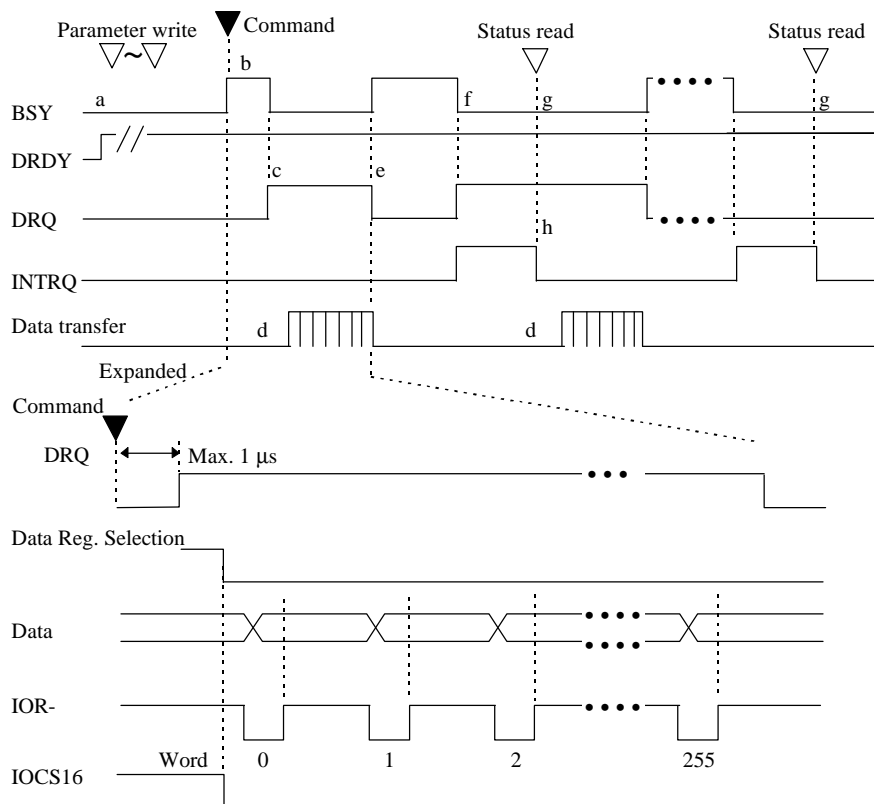 Parameter write
Command
Status read
Status read
b
a
f
g
g
BSY
DRDY
c
e
DRQ
h
INTRQ
Data transfer
d
d
Expanded
Command
DRQ
Max. 1 μs
Data Reg. Selection
Data
IOR-
Word
0
1
2
255
IOCS16